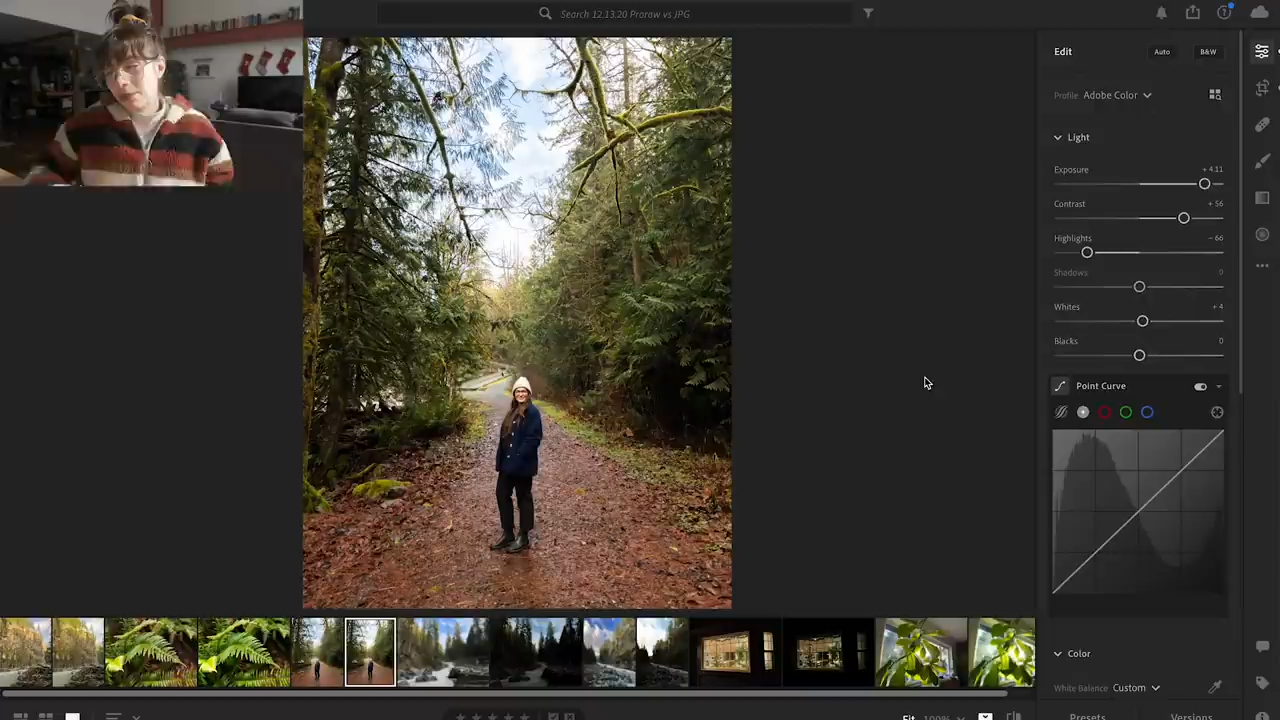 Search 12.13.20 Proraw vs JPG
Edit
Auto
B&W
Profile Adobe Color
Light
Exposure + 4.11
Contrast + 56
Highlights − 66
Shadows 0
Whites + 4
Blacks 0
Point Curve
Color
White Balance Custom
Fit 100%
Presets Versions